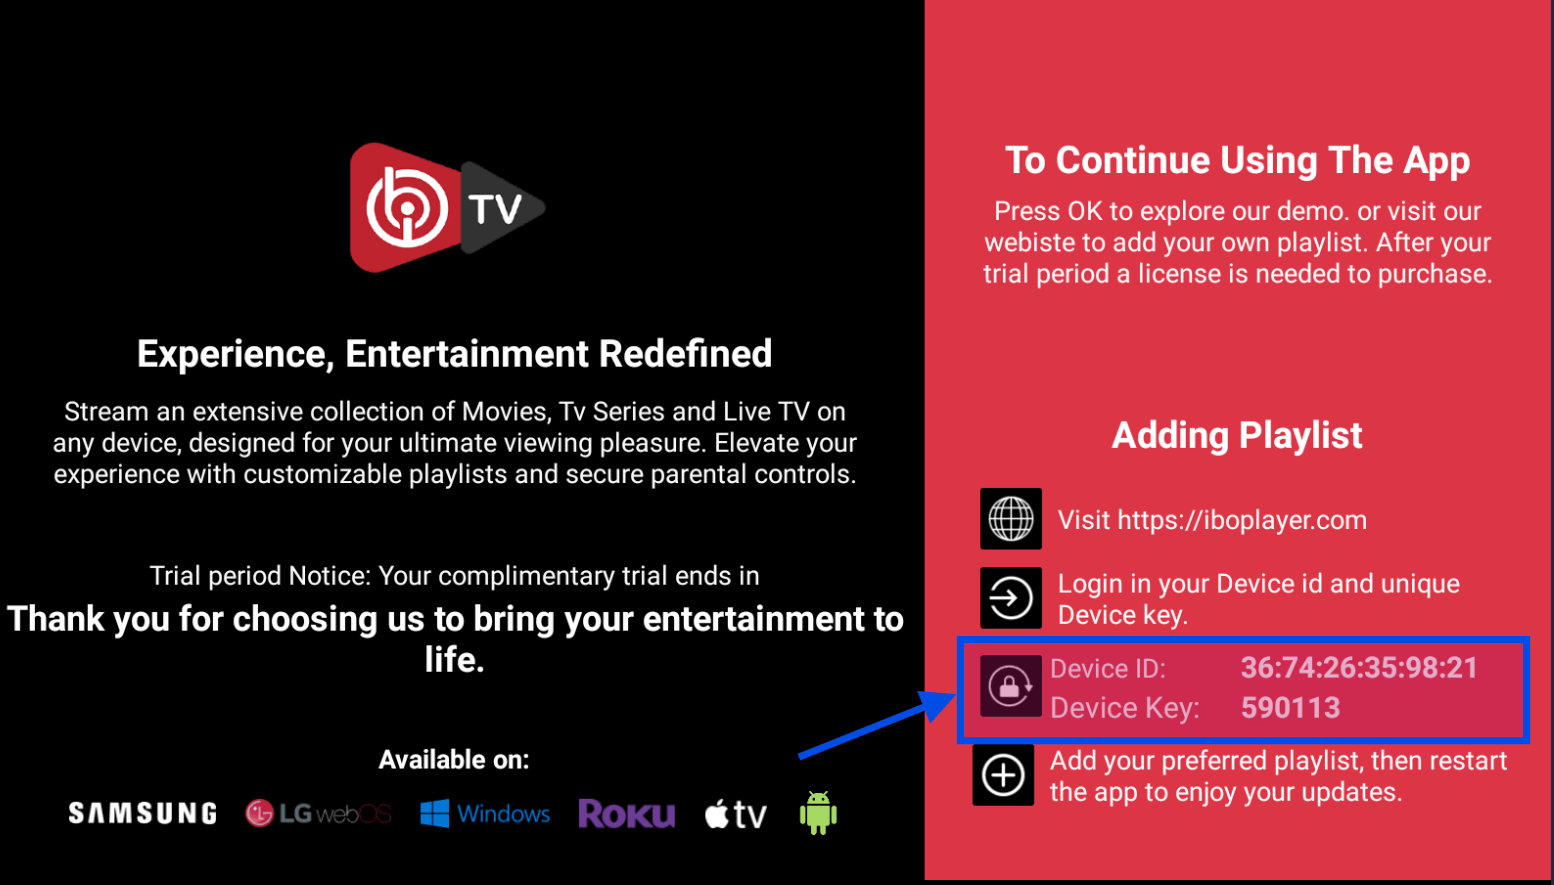 TV
Experience, Entertainment Redefined
Stream an extensive collection of Movies, Tv Series and Live TV on
any device, designed for your ultimate viewing pleasure. Elevate your
experience with customizable playlists and secure parental controls.
Trial period Notice: Your complimentary trial ends in
Thank you for choosing us to bring your entertainment to
life.
Available on:
SAMSUNG LG webOS Windows ROKU tv
To Continue Using The App
Press OK to explore our demo. or visit our
webiste to add your own playlist. After your
trial period a license is needed to purchase.
Adding Playlist
Visit https://iboplayer.com
Login in your Device id and unique
Device key.
Device ID: 36:74:26:35:98:21
Device Key: 590113
Add your preferred playlist, then restart
the app to enjoy your updates.